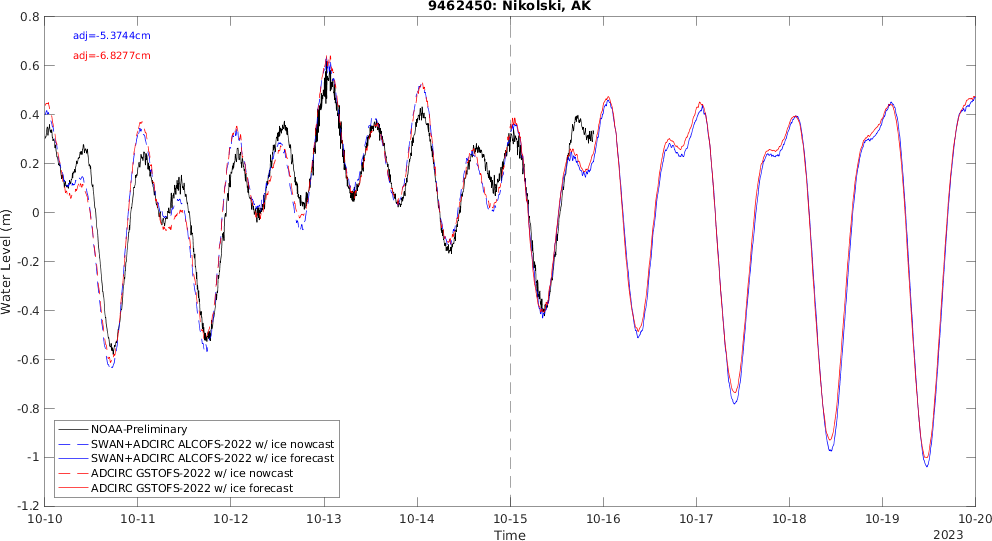 9462450: Nikolski, AK
adj=-5.3744cm
adj=-6.8277cm
0.8
0.6
0.4
0.2
0
-0.2
-0.4
-0.6
-0.8
-1
-1.2
Water Level (m)
NOAA-Preliminary
SWAN+ADCIRC ALCOFS-2022 w/ ice nowcast
SWAN+ADCIRC ALCOFS-2022 w/ ice forecast
ADCIRC GSTOFS-2022 w/ ice nowcast
ADCIRC GSTOFS-2022 w/ ice forecast
10-10 10-11 10-12 10-13 10-14 10-15 10-16 10-17 10-18 10-19 10-20
Time
2023